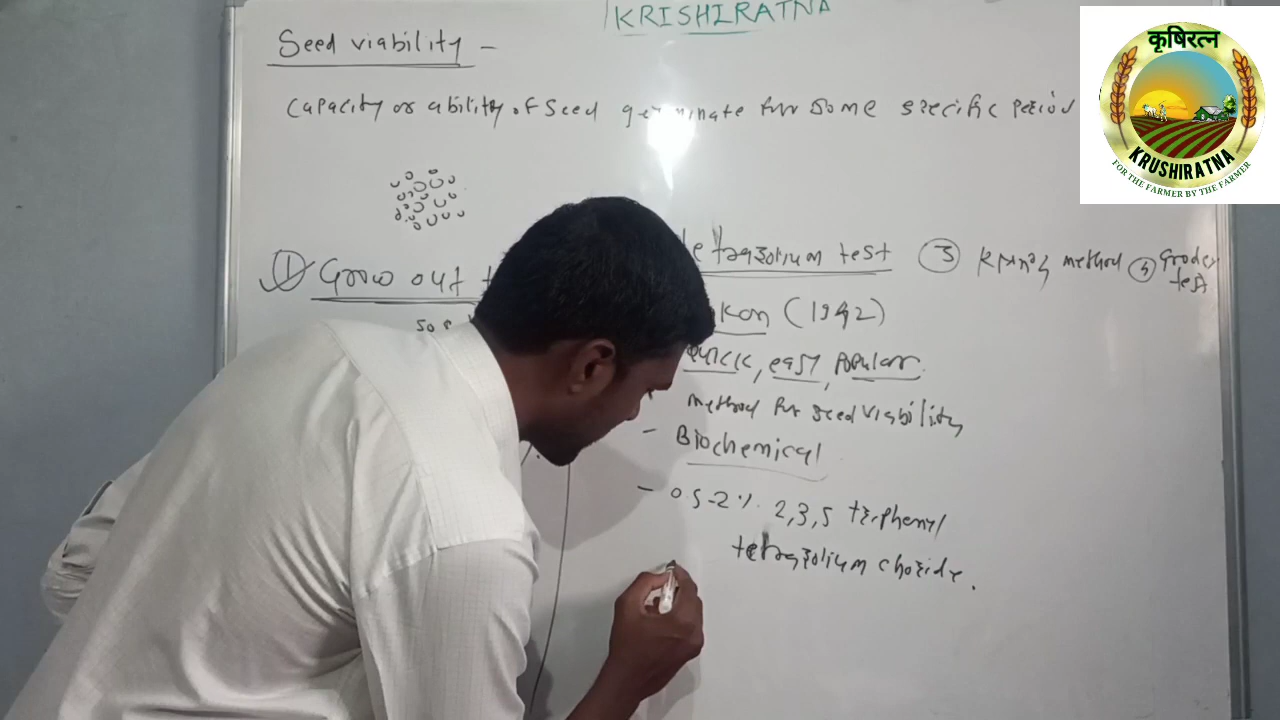 KRISHIRATNA
Seed viability -
Capacity or ability of seed germinate for some specific period
① Grow out t
tetrazolium test
③ method ④ Grodex test
50
kon (1942)
quick, easy, popular
method for seed viability
- Biochemical
- 0.5-2 % 2,3,5 triphenyl
tetrazolium choride.
कृषिरत्न
KRUSHIRATNA
FOR THE FARMER BY THE FARMER